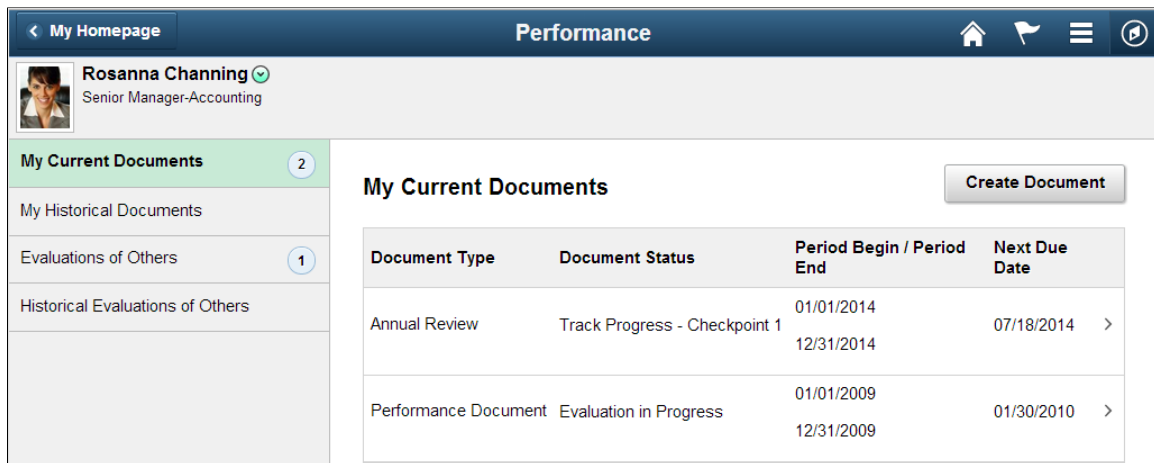 My Homepage
Performance
Rosanna Channing
Senior Manager-Accounting
My Current Documents 2
My Historical Documents
Evaluations of Others 1
Historical Evaluations of Others
My Current Documents
Create Document
Document Type Document Status Period Begin / Period End Next Due Date
Annual Review Track Progress - Checkpoint 1 01/01/2014 12/31/2014 07/18/2014
Performance Document Evaluation in Progress 01/01/2009 12/31/2009 01/30/2010